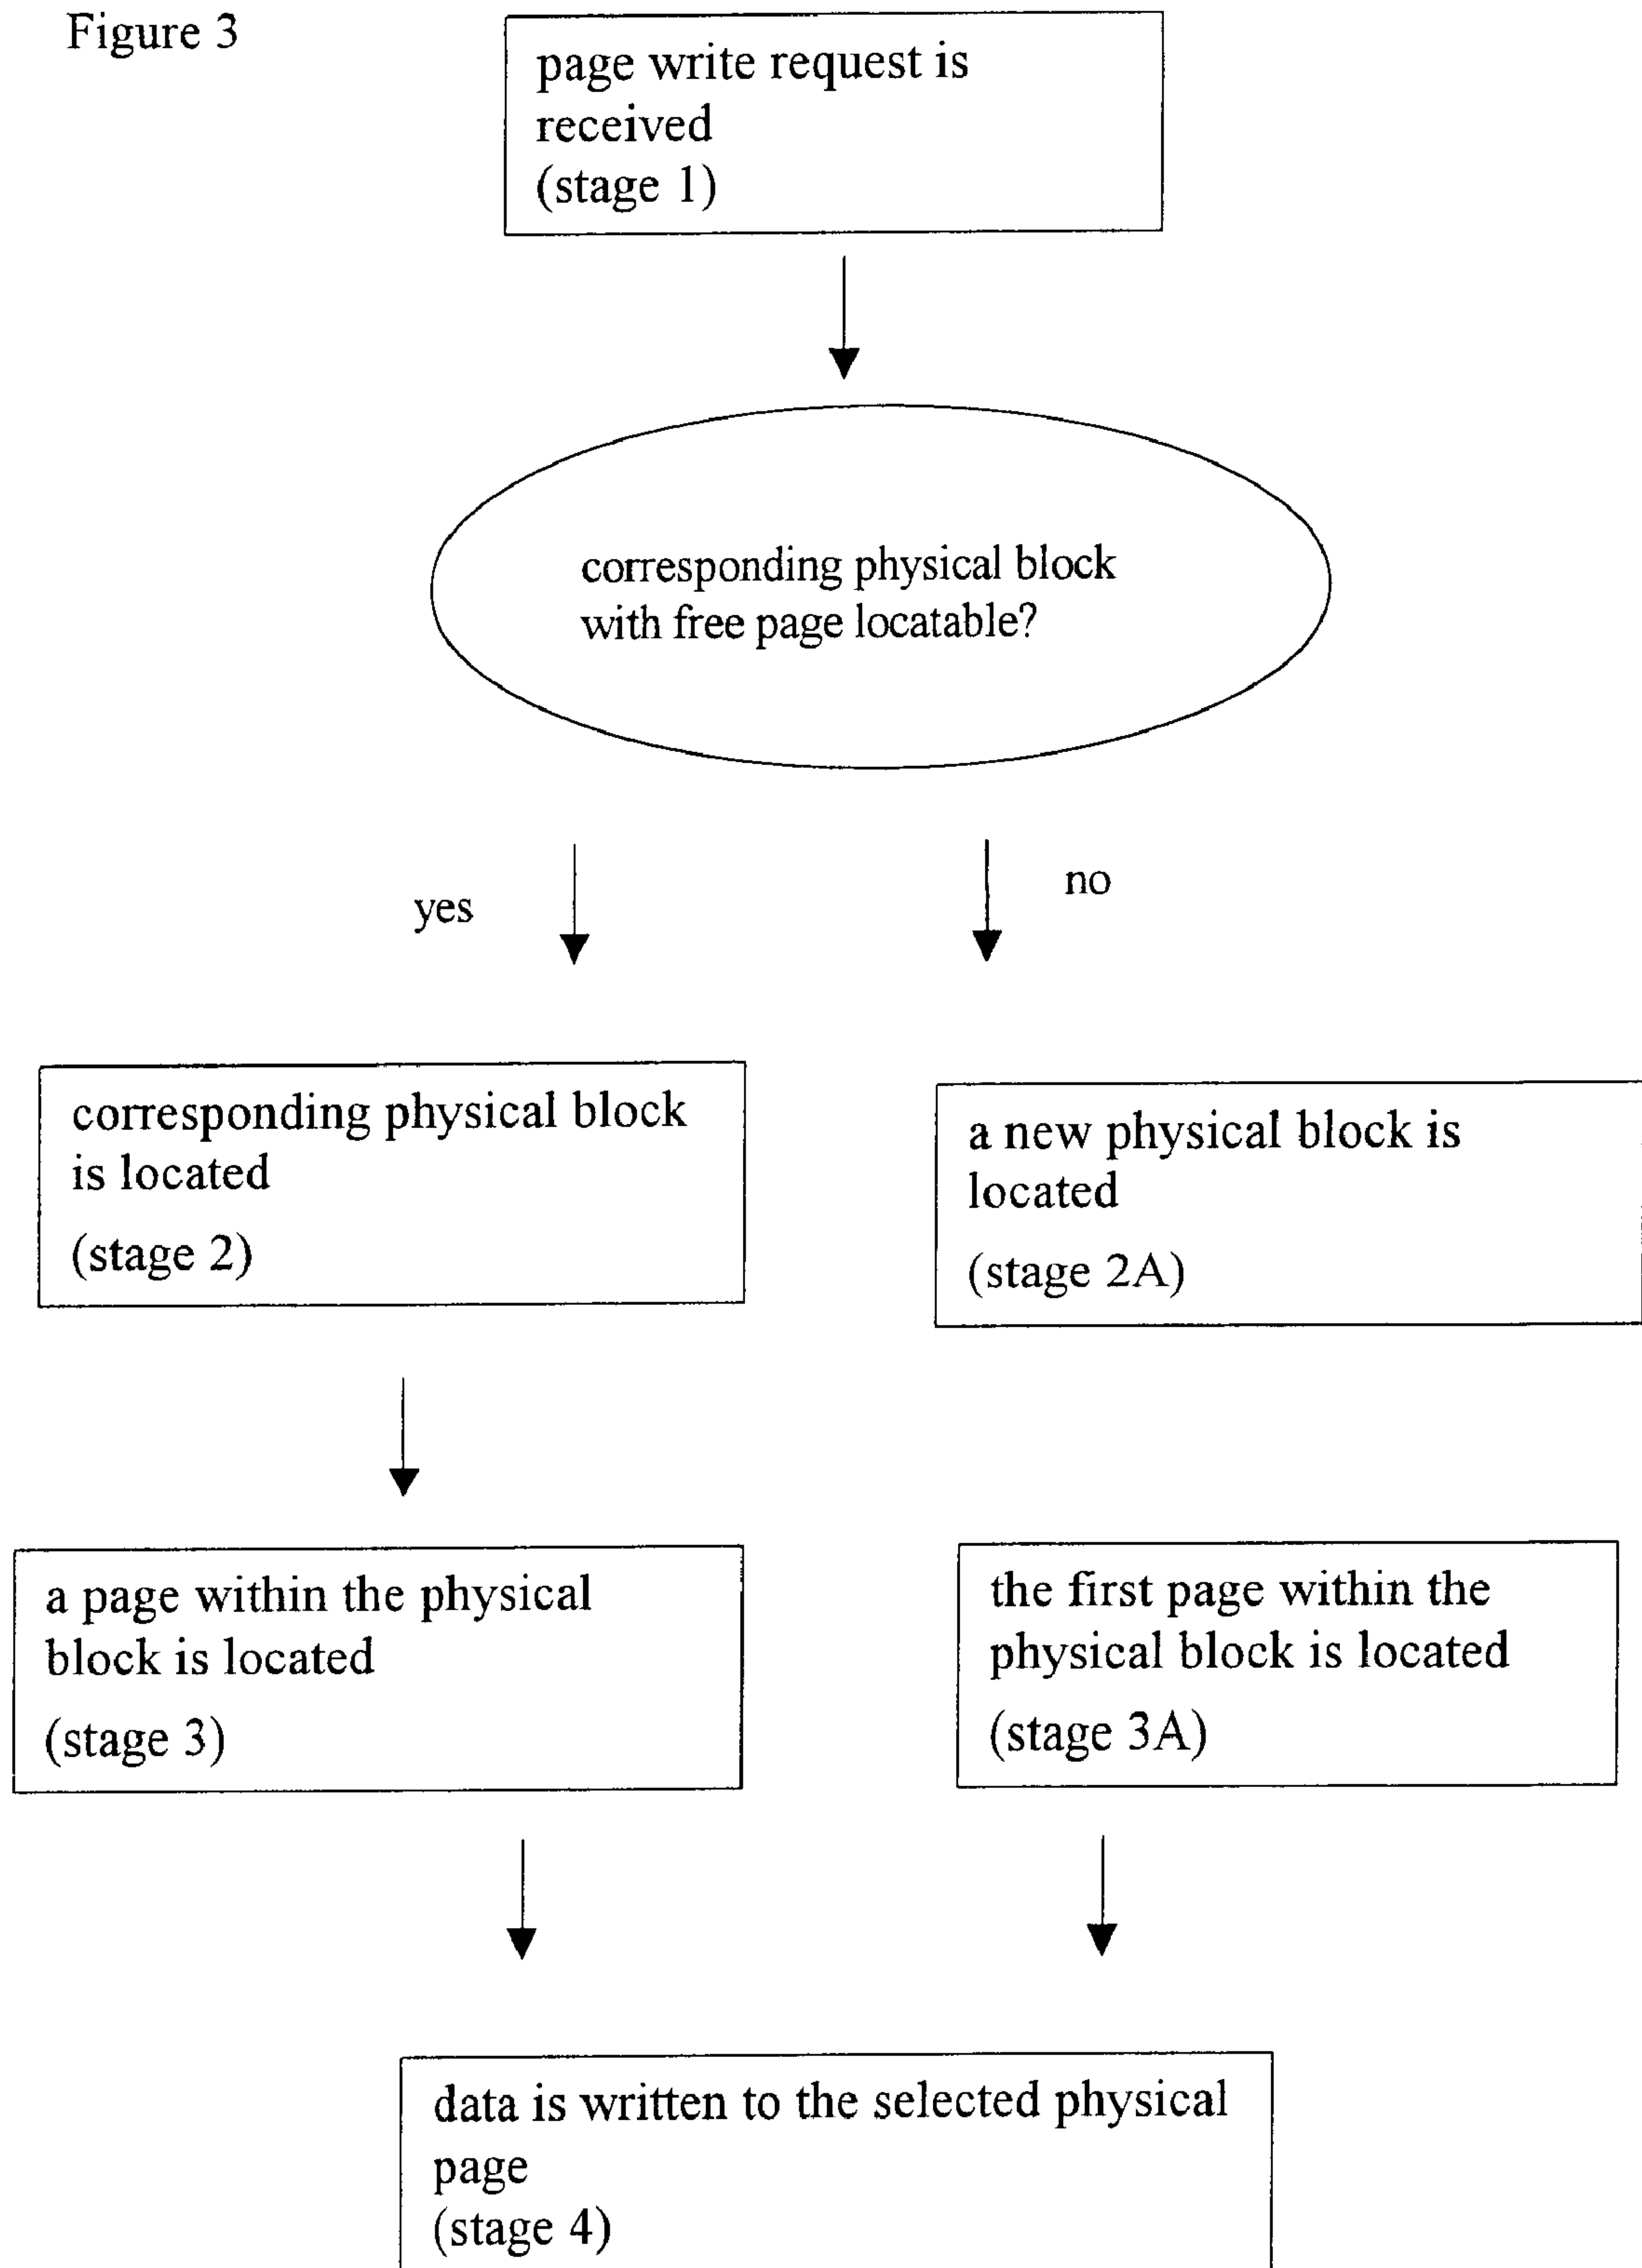 Figure 3
page write request is
received
(stage 1)
corresponding physical block
with free page locatable?
yes
no
corresponding physical block
is located
(stage 2)
a new physical block is
located
(stage 2A)
a page within the physical
block is located
(stage 3)
the first page within the
physical block is located
(stage 3A)
data is written to the selected physical
page
(stage 4)